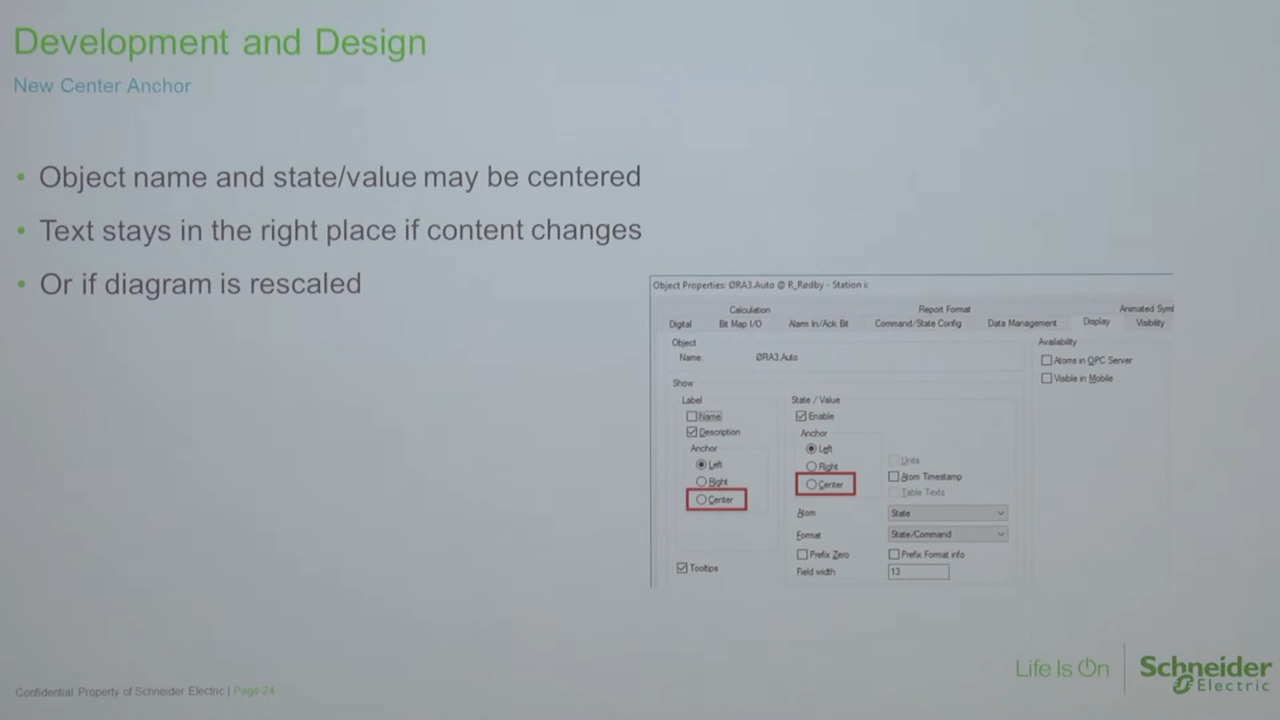 Development and Design
New Center Anchor
• Object name and state/value may be centered
• Text stays in the right place if content changes
• Or if diagram is rescaled
Object Properties: ØRA3.Auto @ R_Rødby - Station
Calculation Report Format Animated Sym
Digital Bit Map I/O Alarm In/Ack Bit Command/State Config Data Management Display Visibility
Object
Name: ØRA3.Auto
Availability
Atoms in OPC Server
Visible in Mobile
Show
Label
Name
Description
Anchor
Left
Right
Center
Tooltips
State / Value
Enable
Anchor
Left
Right
Center
Units
Atom Timestamp
Table Texts
Atom State
Format State/Command
Prefix Zero Prefix Format info
Field width 13
Confidential Property of Schneider Electric | Page 24
Life Is On
Schneider
Electric